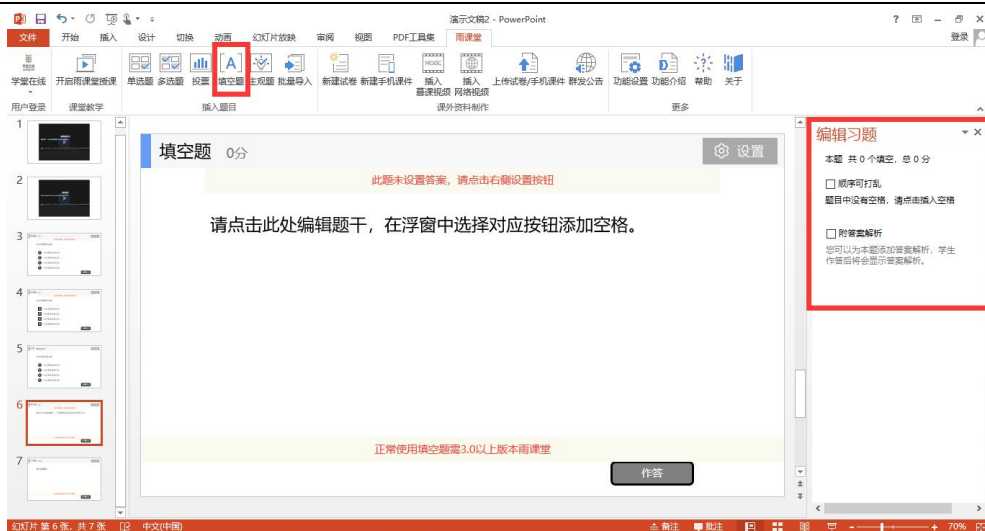 演示文稿2 - PowerPoint
文件 开始 插入 设计 切换 动画 幻灯片放映 审阅 视图 PDF工具集 雨课堂 登录
学堂在线 开启雨课堂授课 单选题 多选题 投票 填空题 主观题 批量导入 新建试卷 新建手机课件 插入 慕课视频 插入 网络视频 上传试卷/手机课件 群发公告 功能设置 功能介绍 帮助 关于
用户登录 课堂教学 插入题目 课外资料制作 更多
1
2
3
4
5
6
7
填空题 0分 设置
此题未设置答案，请点击右侧设置按钮
请点击此处编辑题干，在浮窗中选择对应按钮添加空格。
正常使用填空题需3.0以上版本雨课堂
作答
编辑习题
本题 共 0 个填空，总 0 分
顺序可打乱
题目中没有空格，请点击插入空格
附答案解析
您可以为本题添加答案解析，学生
作答后将会显示答案解析。
幻灯片 第 6 张，共 7 张 中文(中国) 备注 批注 70%